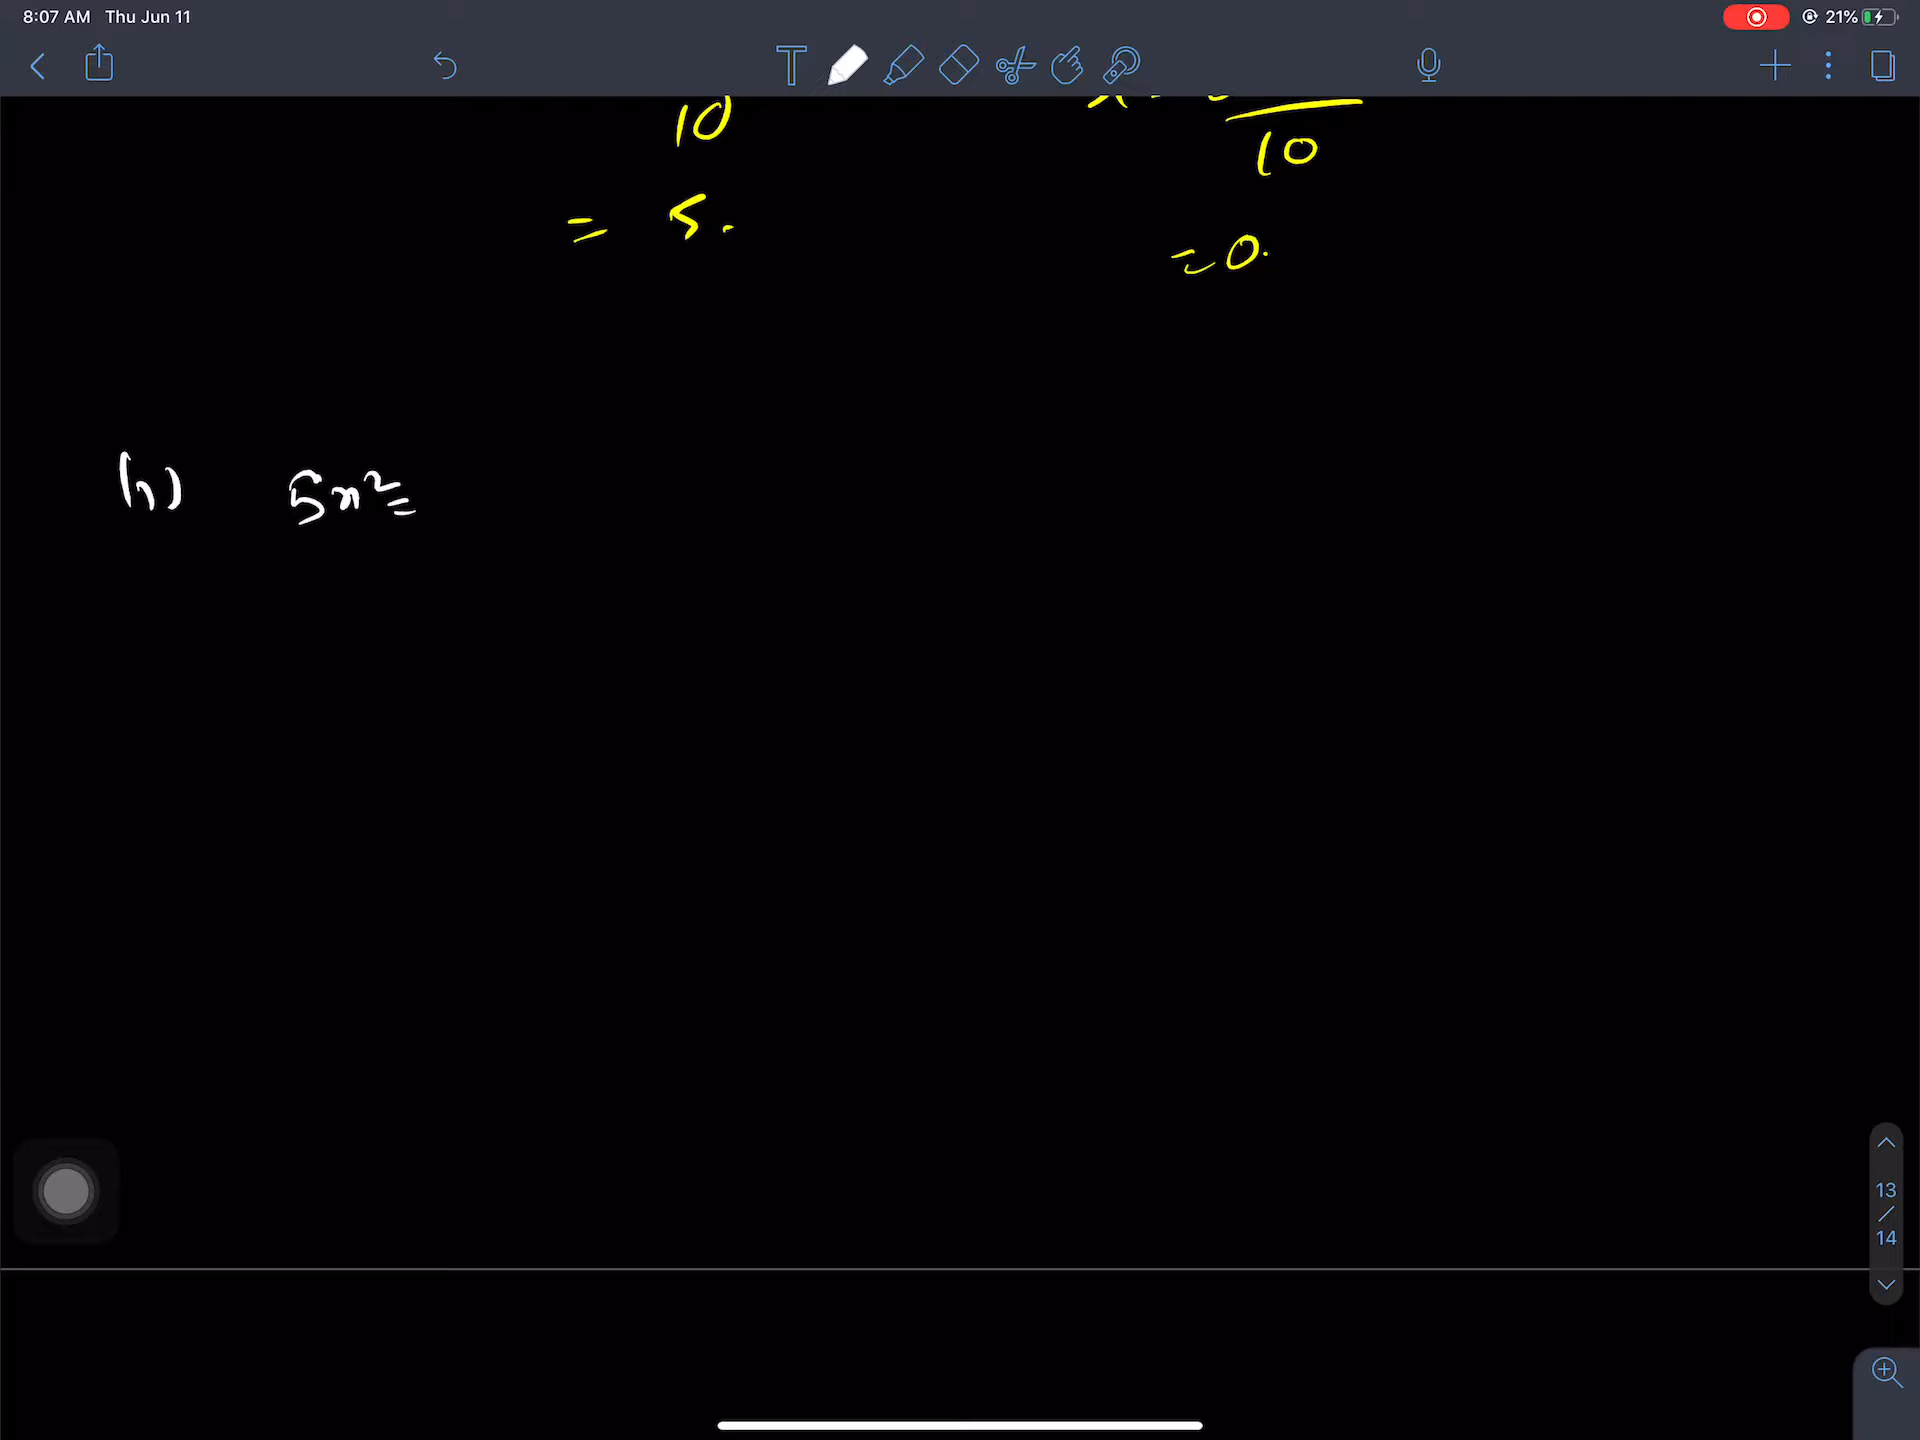 8:07 AM Thu Jun 11
21%
T
10
10
= 5.
= 0.
(h) 5x²=
13
/
14